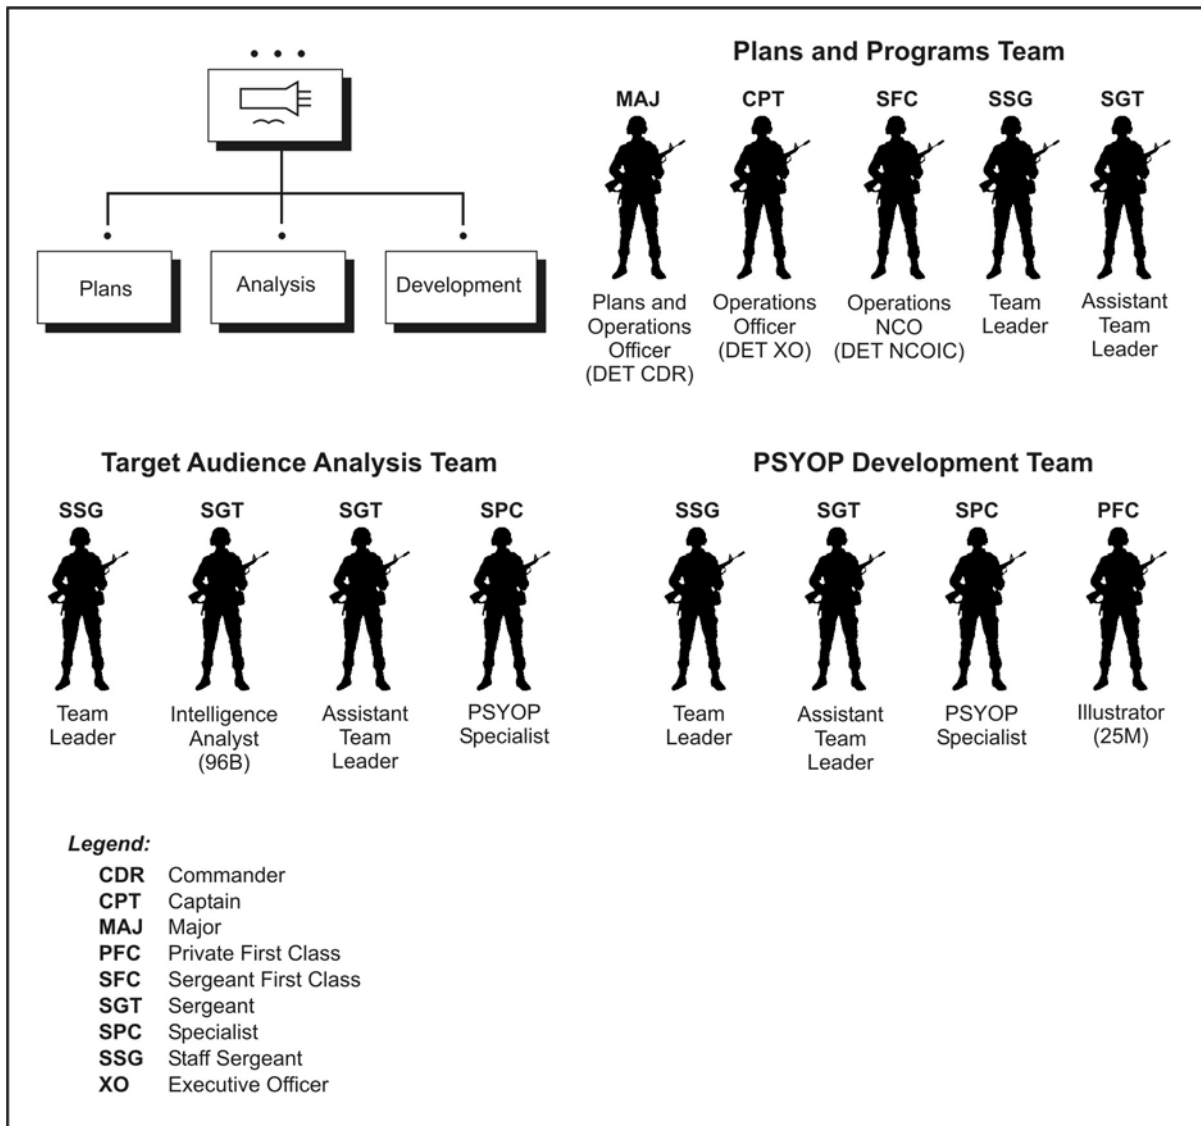 Plans
Analysis
Development
Plans and Programs Team
MAJ
CPT
SFC
SSG
SGT
Plans and
Operations
Officer
(DET CDR)
Operations
Officer
(DET XO)
Operations
NCO
(DET NCOIC)
Team
Leader
Assistant
Team
Leader
Target Audience Analysis Team
SSG
SGT
SGT
SPC
Team
Leader
Intelligence
Analyst
(96B)
Assistant
Team
Leader
PSYOP
Specialist
PSYOP Development Team
SSG
SGT
SPC
PFC
Team
Leader
Assistant
Team
Leader
PSYOP
Specialist
Illustrator
(25M)
Legend:
CDR Commander
CPT Captain
MAJ Major
PFC Private First Class
SFC Sergeant First Class
SGT Sergeant
SPC Specialist
SSG Staff Sergeant
XO Executive Officer